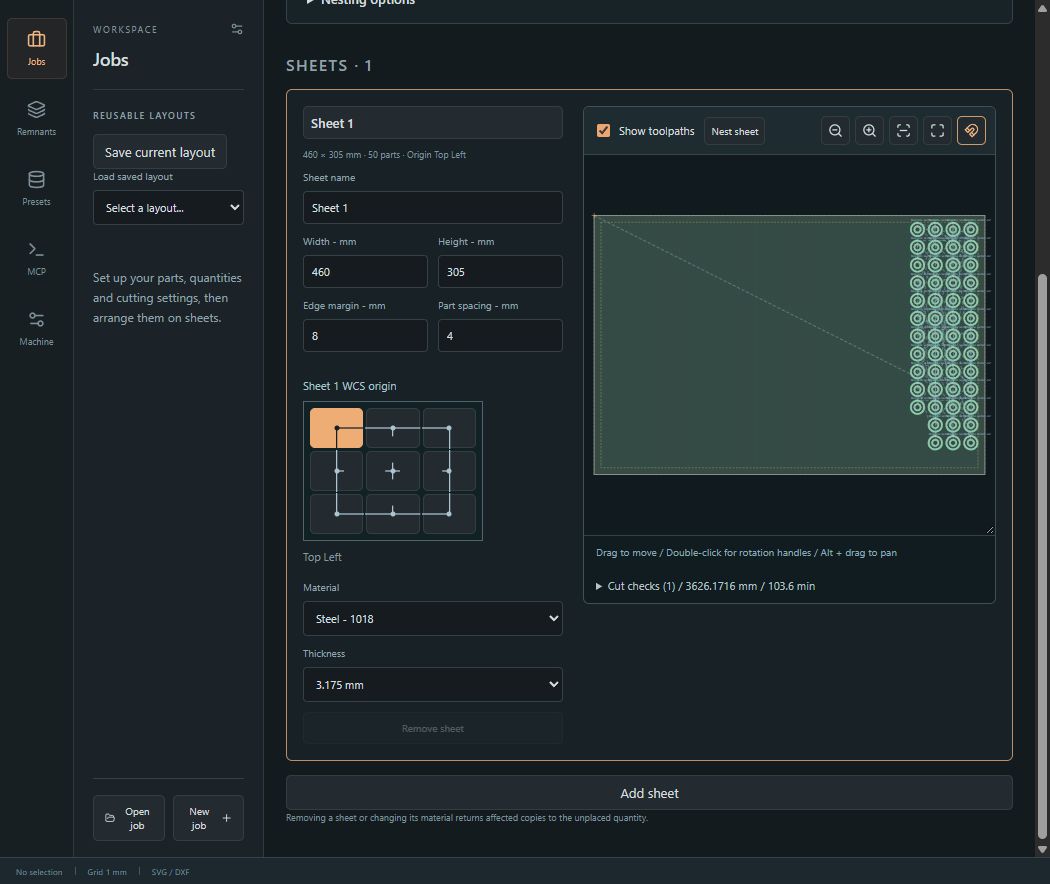 Jobs
Remnants
Presets
MCP
Machine
WORKSPACE
Jobs
REUSABLE LAYOUTS
Save current layout
Load saved layout
Select a layout...
Set up your parts, quantities
and cutting settings, then
arrange them on sheets.
Open
job
New
job
Nesting options
SHEETS · 1
Sheet 1
460 × 305 mm · 50 parts · Origin Top Left
Sheet name
Sheet 1
Width - mm
Height - mm
460
305
Edge margin - mm
Part spacing - mm
8
4
Sheet 1 WCS origin
Top Left
Material
Steel - 1018
Thickness
3.175 mm
Remove sheet
Show toolpaths
Nest sheet
Drag to move / Double-click for rotation handles / Alt + drag to pan
Cut checks (1) / 3626.1716 mm / 103.6 min
Add sheet
Removing a sheet or changing its material returns affected copies to the unplaced quantity.
No selection
Grid 1 mm
SVG / DXF